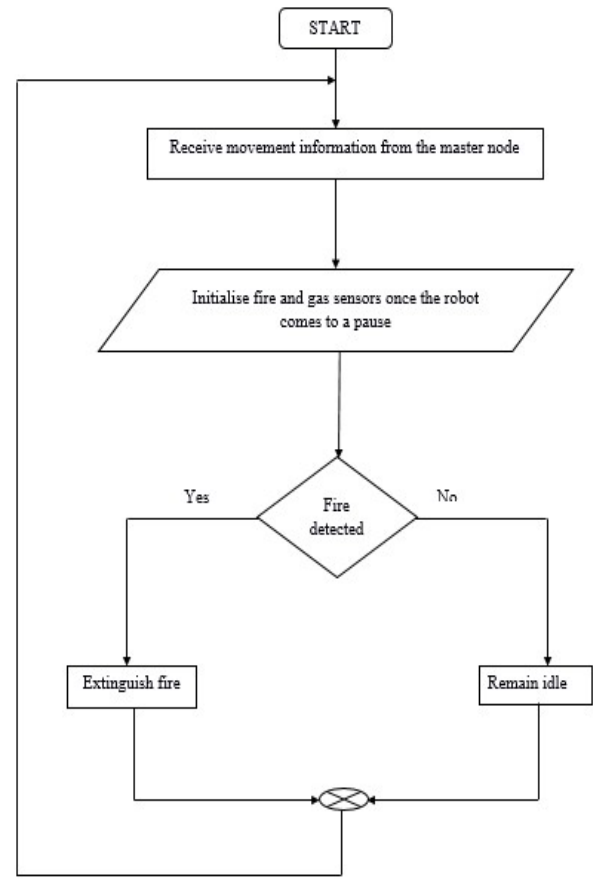 START
Receive movement information from the master node
Initialise fire and gas sensors once the robot
comes to a pause
Yes
No
Fire
detected
Extinguish fire
Remain idle